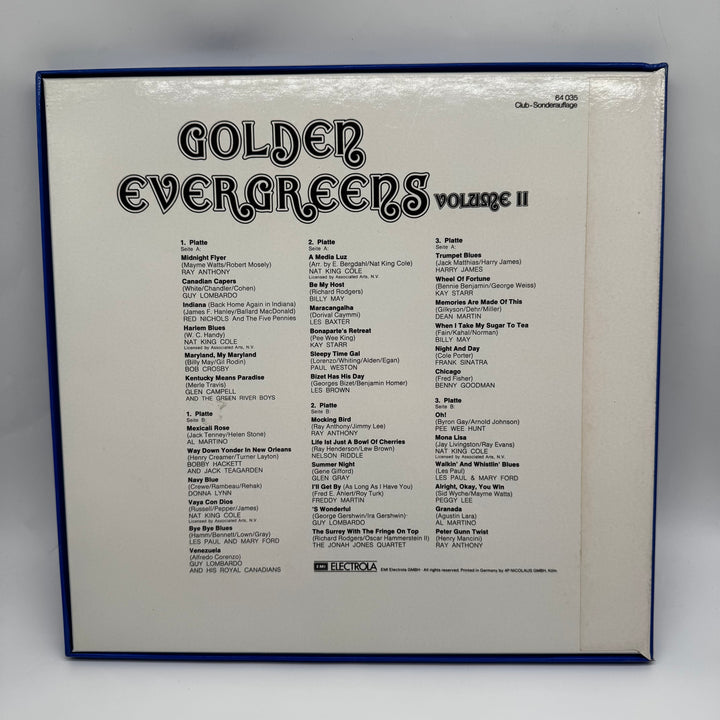 64 035
Club-Sonderauflage
GOLDEN
EVERGREENS VOLUME II
1. Platte
Seite A:
Midnight Flyer
(Mayme Watts/Robert Mosely)
RAY ANTHONY
Canadian Capers
(White/Chandler/Cohen)
GUY LOMBARDO
Indiana (Back Home Again in Indiana)
(James F. Hanley/Ballard MacDonald)
RED NICHOLS And The Five Pennies
Harlem Blues
(W. C. Handy)
NAT KING COLE
Licensed by Associated Arts, N.V.
Maryland, My Maryland
(Billy May/Gil Rodin)
BOB CROSBY
Kentucky Means Paradise
(Merle Travis)
GLEN CAMPELL
AND THE GREEN RIVER BOYS
1. Platte
Seite B:
Mexicali Rose
(Jack Tenney/Helen Stone)
AL MARTINO
Way Down Yonder In New Orleans
(Henry Creamer/Turner Layton)
BOBBY HACKETT
AND JACK TEAGARDEN
Navy Blue
(Crewe/Rambeau/Rehak)
DONNA LYNN
Vaya Con Dios
(Russell/Pepper/James)
NAT KING COLE
Licensed by Associated Arts, N.V.
Bye Bye Blues
(Hamm/Bennett/Lown/Gray)
LES PAUL AND MARY FORD
Venezuela
(Alfredo Corenzo)
GUY LOMBARDO
AND HIS ROYAL CANADIANS
2. Platte
Seite A:
A Media Luz
(Arr. by E. Bergdahl/Nat King Cole)
NAT KING COLE
Licensed by Associated Arts, N.V.
Be My Host
(Richard Rodgers)
BILLY MAY
Maracangalha
(Dorival Caymmi)
LES BAXTER
Bonaparte's Retreat
(Pee Wee King)
KAY STARR
Sleepy Time Gal
(Lorenzo/Whiting/Alden/Egan)
PAUL WESTON
Bizet Has His Day
(Georges Bizet/Benjamin Homer)
LES BROWN
2. Platte
Seite B:
Mocking Bird
(Ray Anthony/Jimmy Lee)
RAY ANTHONY
Life Ist Just A Bowl Of Cherries
(Ray Henderson/Lew Brown)
NELSON RIDDLE
Summer Night
(Gene Gifford)
GLEN GRAY
I'll Get By (As Long As I Have You)
(Fred E. Ahlert/Roy Turk)
FREDDY MARTIN
'S Wonderful
(George Gershwin/Ira Gershwin)
GUY LOMBARDO
The Surrey With The Fringe On Top
(Richard Rodgers/Oscar Hammerstein II)
THE JONAH JONES QUARTET
3. Platte
Seite A:
Trumpet Blues
(Jack Matthias/Harry James)
HARRY JAMES
Wheel Of Fortune
(Bennie Benjamin/George Weiss)
KAY STARR
Memories Are Made Of This
(Gilkyson/Dehr/Miller)
DEAN MARTIN
When I Take My Sugar To Tea
(Fain/Kahal/Norman)
BILLY MAY
Night And Day
(Cole Porter)
FRANK SINATRA
Chicago
(Fred Fisher)
BENNY GOODMAN
3. Platte
Seite B:
Oh!
(Byron Gay/Arnold Johnson)
PEE WEE HUNT
Mona Lisa
(Jay Livingston/Ray Evans)
NAT KING COLE
Licensed by Associated Arts, N.V.
Walkin' And Whistlin' Blues
(Les Paul)
LES PAUL & MARY FORD
Alright, Okay, You Win
(Sid Wyche/Mayme Watts)
PEGGY LEE
Granada
(Agustin Lara)
AL MARTINO
Peter Gunn Twist
(Henry Mancini)
RAY ANTHONY
EMI ELECTROLA EMI Electrola GMBH · All rights reserved. Printed in Germany by 4P NICOLAUS GMBH, Köln.